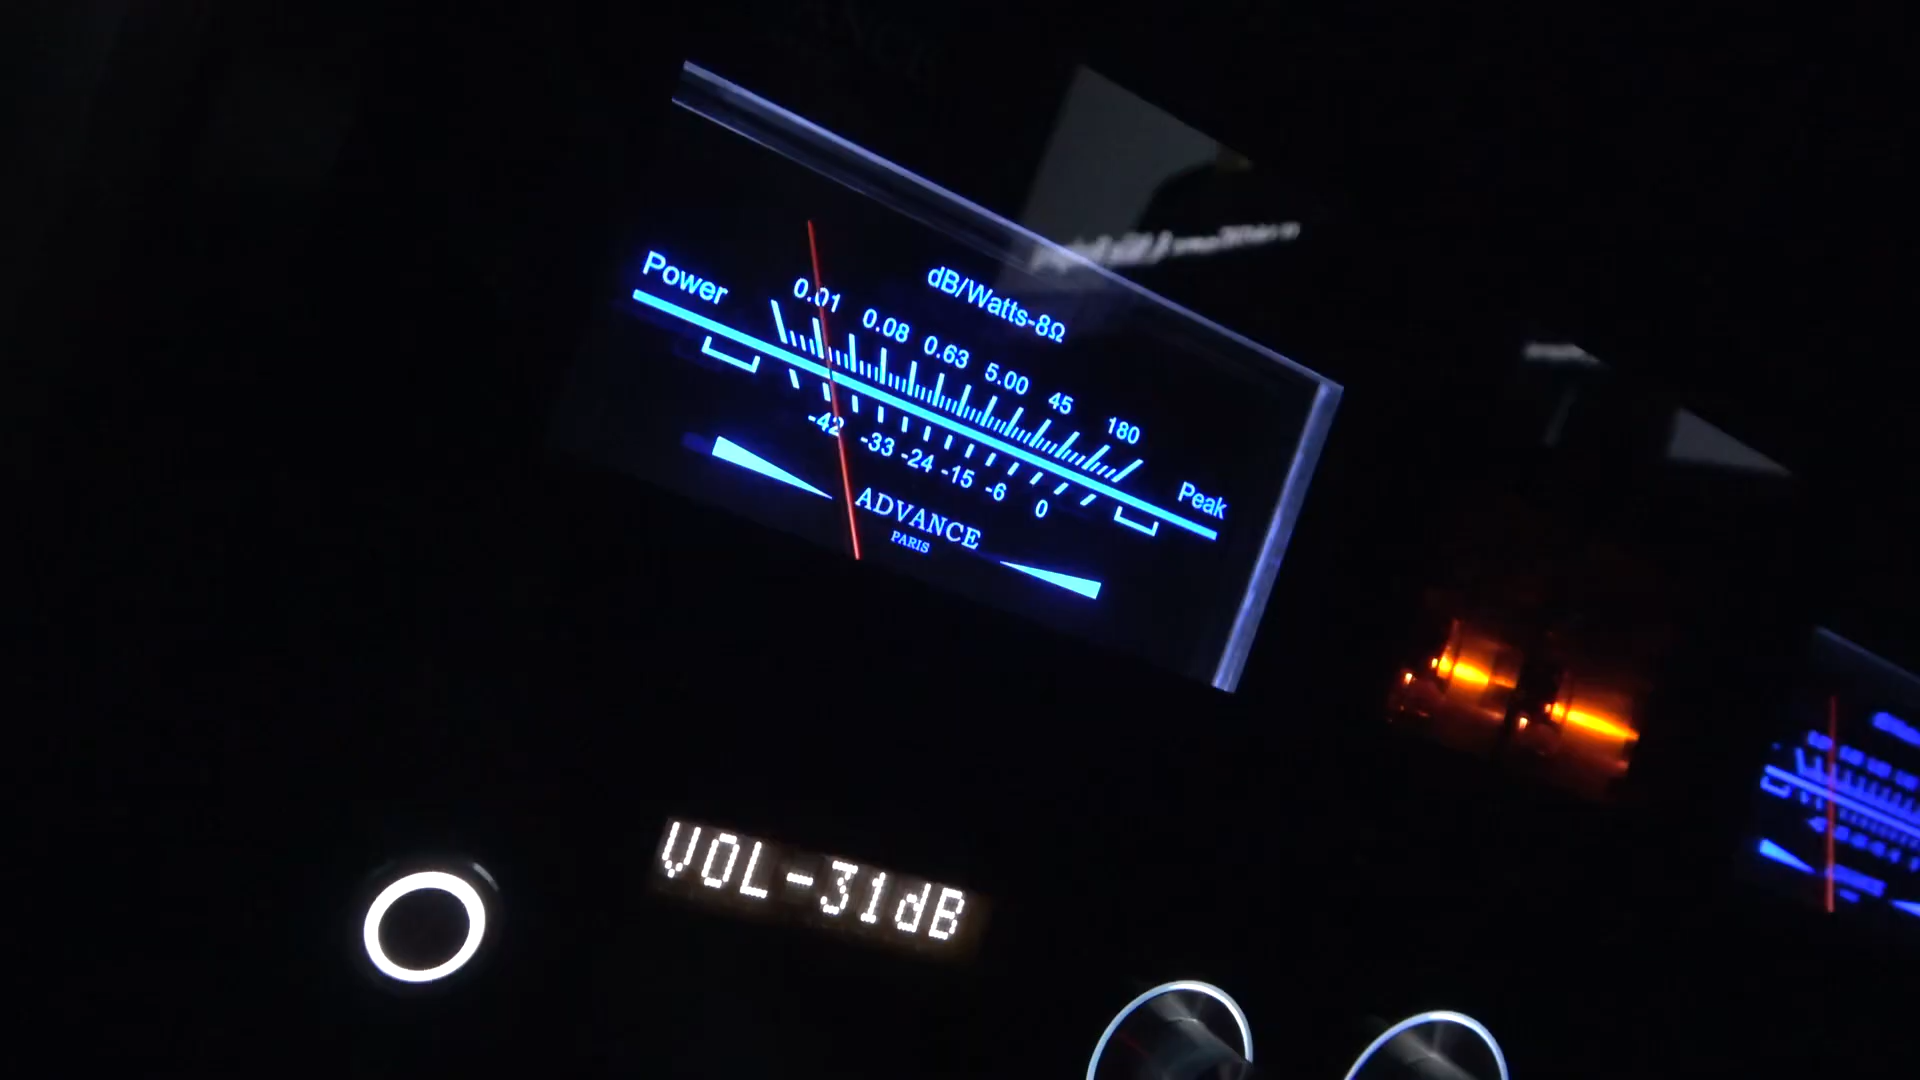 Power
dB/Watts-8Ω
0.01 0.08 0.63 5.00 45 180
-42 -33 -24 -15 -6 0
Peak
ADVANCE
PARIS
VOL-31dB